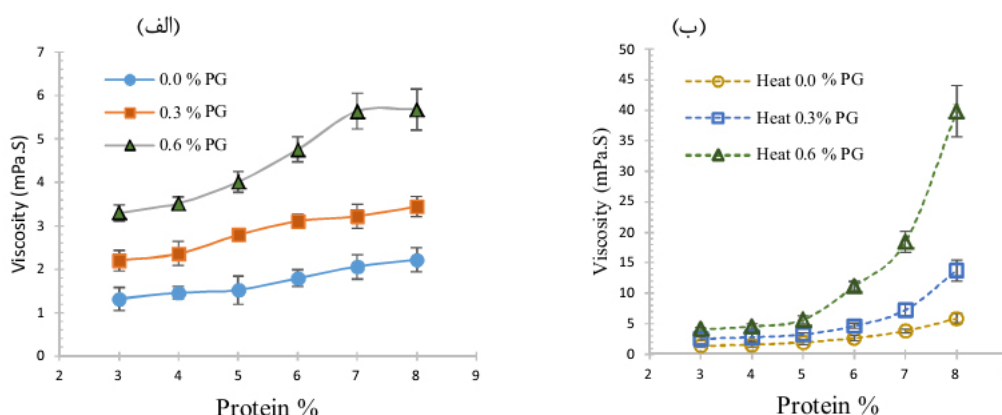 (الف)
7
6
5
4
3
2
1
0
Viscosity (mPa.S)
0.0 % PG
0.3 % PG
0.6 % PG
2 3 4 5 6 7 8 9
Protein %
(ب)
50
45
40
35
30
25
20
15
10
5
0
Viscosity (mPa.S)
Heat 0.0 % PG
Heat 0.3% PG
Heat 0.6 % PG
2 3 4 5 6 7 8
Protein %